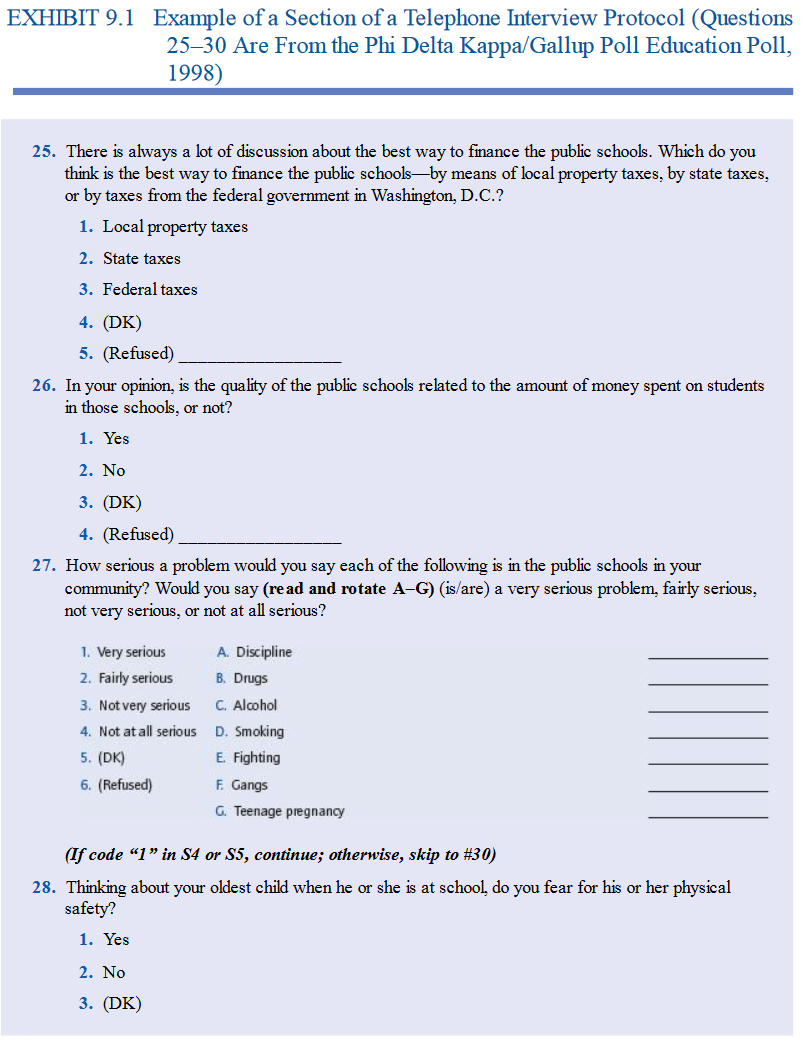 EXHIBIT 9.1 Example of a Section of a Telephone Interview Protocol (Questions
25–30 Are From the Phi Delta Kappa/Gallup Poll Education Poll,
1998)
25. There is always a lot of discussion about the best way to finance the public schools. Which do you
think is the best way to finance the public schools—by means of local property taxes, by state taxes,
or by taxes from the federal government in Washington, D.C.?
1. Local property taxes
2. State taxes
3. Federal taxes
4. (DK)
5. (Refused) __________________
26. In your opinion, is the quality of the public schools related to the amount of money spent on students
in those schools, or not?
1. Yes
2. No
3. (DK)
4. (Refused) __________________
27. How serious a problem would you say each of the following is in the public schools in your
community? Would you say (read and rotate A–G) (is/are) a very serious problem, fairly serious,
not very serious, or not at all serious?
1. Very serious A. Discipline ______________
2. Fairly serious B. Drugs ______________
3. Not very serious C. Alcohol ______________
4. Not at all serious D. Smoking ______________
5. (DK) E. Fighting ______________
6. (Refused) F. Gangs ______________
G. Teenage pregnancy ______________
(If code “1” in S4 or S5, continue; otherwise, skip to #30)
28. Thinking about your oldest child when he or she is at school, do you fear for his or her physical
safety?
1. Yes
2. No
3. (DK)